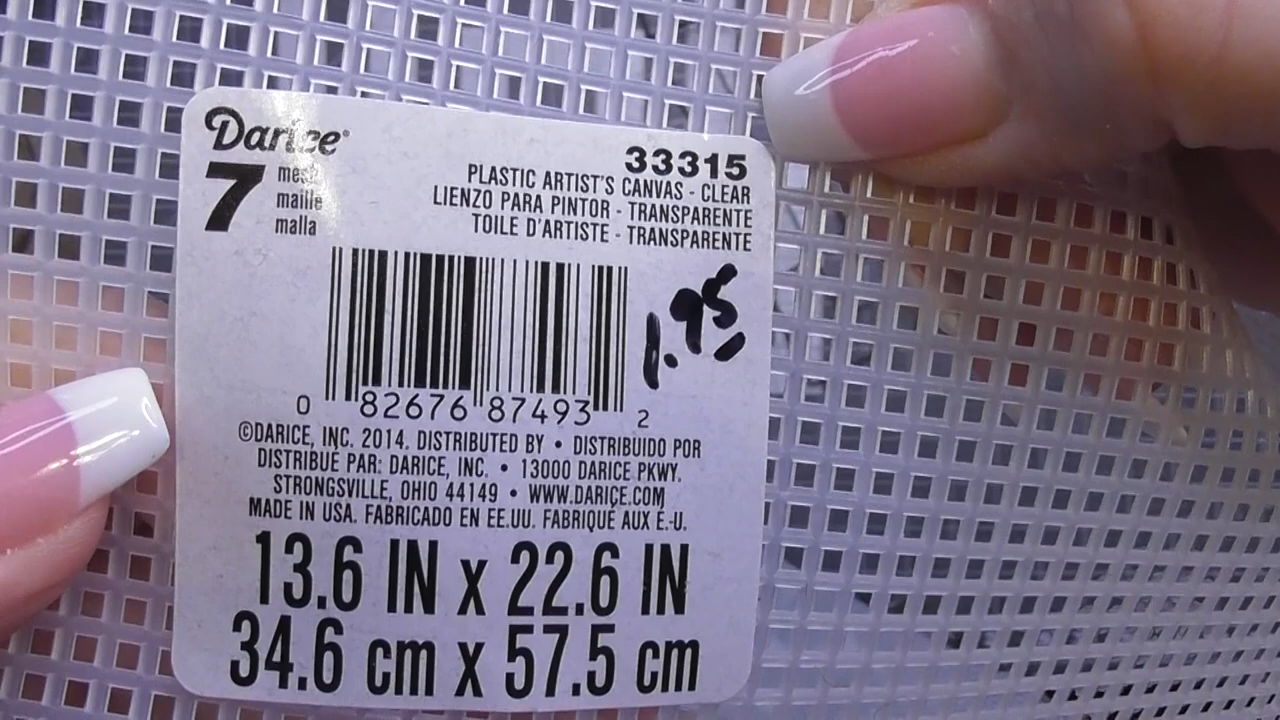 Darice®
33315
7 mesh
maille
malla
PLASTIC ARTIST'S CANVAS - CLEAR
LIENZO PARA PINTOR - TRANSPARENTE
TOILE D'ARTISTE - TRANSPARENTE
1.95
0 82676 87493 2
©DARICE, INC. 2014. DISTRIBUTED BY • DISTRIBUIDO POR
DISTRIBUÉ PAR: DARICE, INC. • 13000 DARICE PKWY.
STRONGSVILLE, OHIO 44149 • WWW.DARICE.COM
MADE IN USA. FABRICADO EN EE.UU. FABRIQUÉ AUX É.-U.
13.6 IN x 22.6 IN
34.6 cm x 57.5 cm